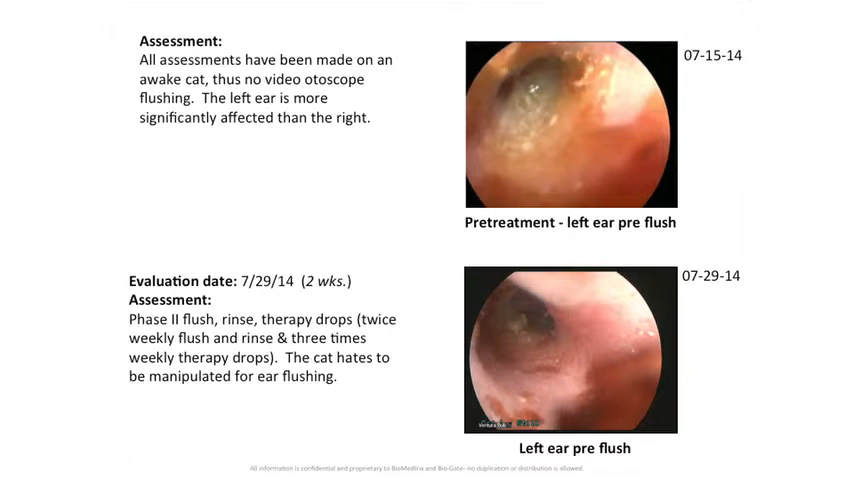 Assessment:
All assessments have been made on an
awake cat, thus no video otoscope
flushing. The left ear is more
significantly affected than the right.
07-15-14
Pretreatment - left ear pre flush
Evaluation date: 7/29/14 (2 wks.)
Assessment:
Phase II flush, rinse, therapy drops (twice
weekly flush and rinse & three times
weekly therapy drops). The cat hates to
be manipulated for ear flushing.
07-29-14
Left ear pre flush
All information is confidential and proprietary to BioMedtrix and Bio-Gate- no duplication or distribution is allowed.